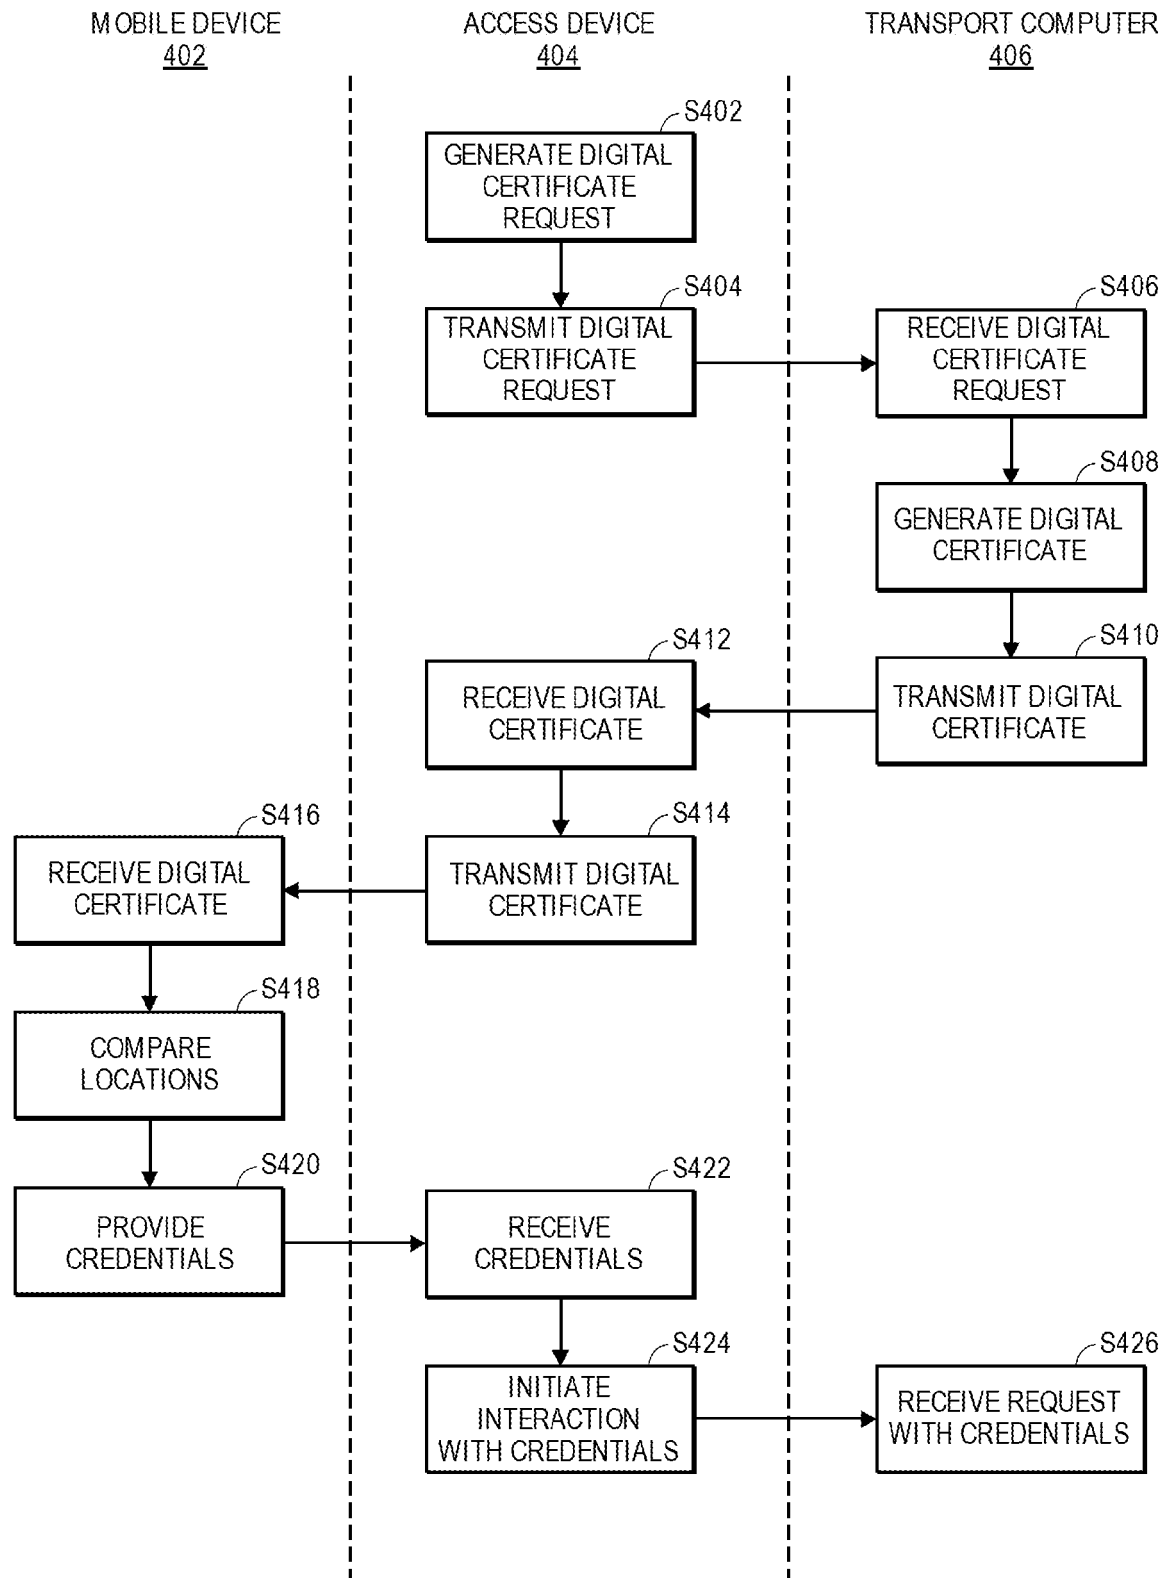 MOBILE DEVICE
402
ACCESS DEVICE
404
TRANSPORT COMPUTER
406
S402
GENERATE DIGITAL
CERTIFICATE
REQUEST
S404
TRANSMIT DIGITAL
CERTIFICATE
REQUEST
S406
RECEIVE DIGITAL
CERTIFICATE
REQUEST
S408
GENERATE DIGITAL
CERTIFICATE
S410
TRANSMIT DIGITAL
CERTIFICATE
S412
RECEIVE DIGITAL
CERTIFICATE
S414
TRANSMIT DIGITAL
CERTIFICATE
S416
RECEIVE DIGITAL
CERTIFICATE
S418
COMPARE
LOCATIONS
S420
PROVIDE
CREDENTIALS
S422
RECEIVE
CREDENTIALS
S424
INITIATE
INTERACTION
WITH CREDENTIALS
S426
RECEIVE REQUEST
WITH CREDENTIALS